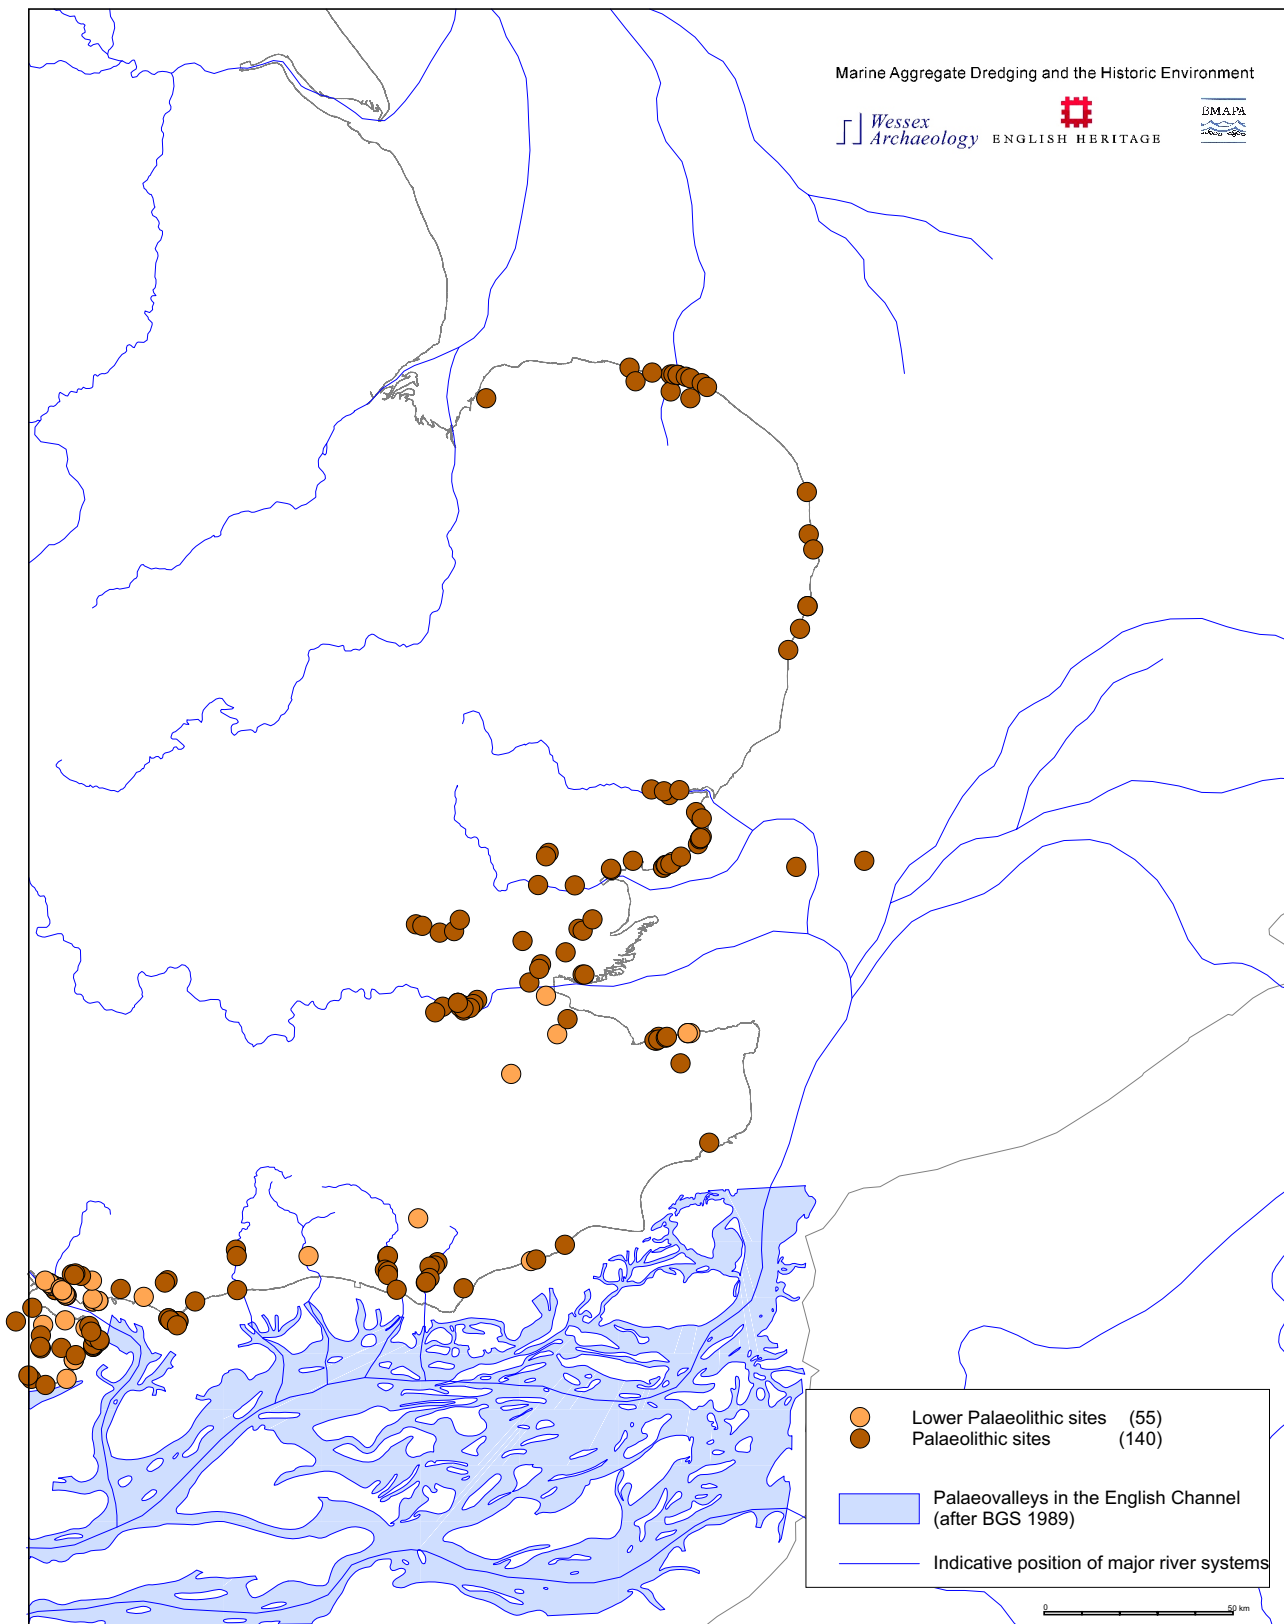 Marine Aggregate Dredging and the Historic Environment
Wessex
Archaeology
ENGLISH HERITAGE
BMAPA
Lower Palaeolithic sites (55)
Palaeolithic sites (140)
Palaeovalleys in the English Channel
(after BGS 1989)
Indicative position of major river systems
0 50 km